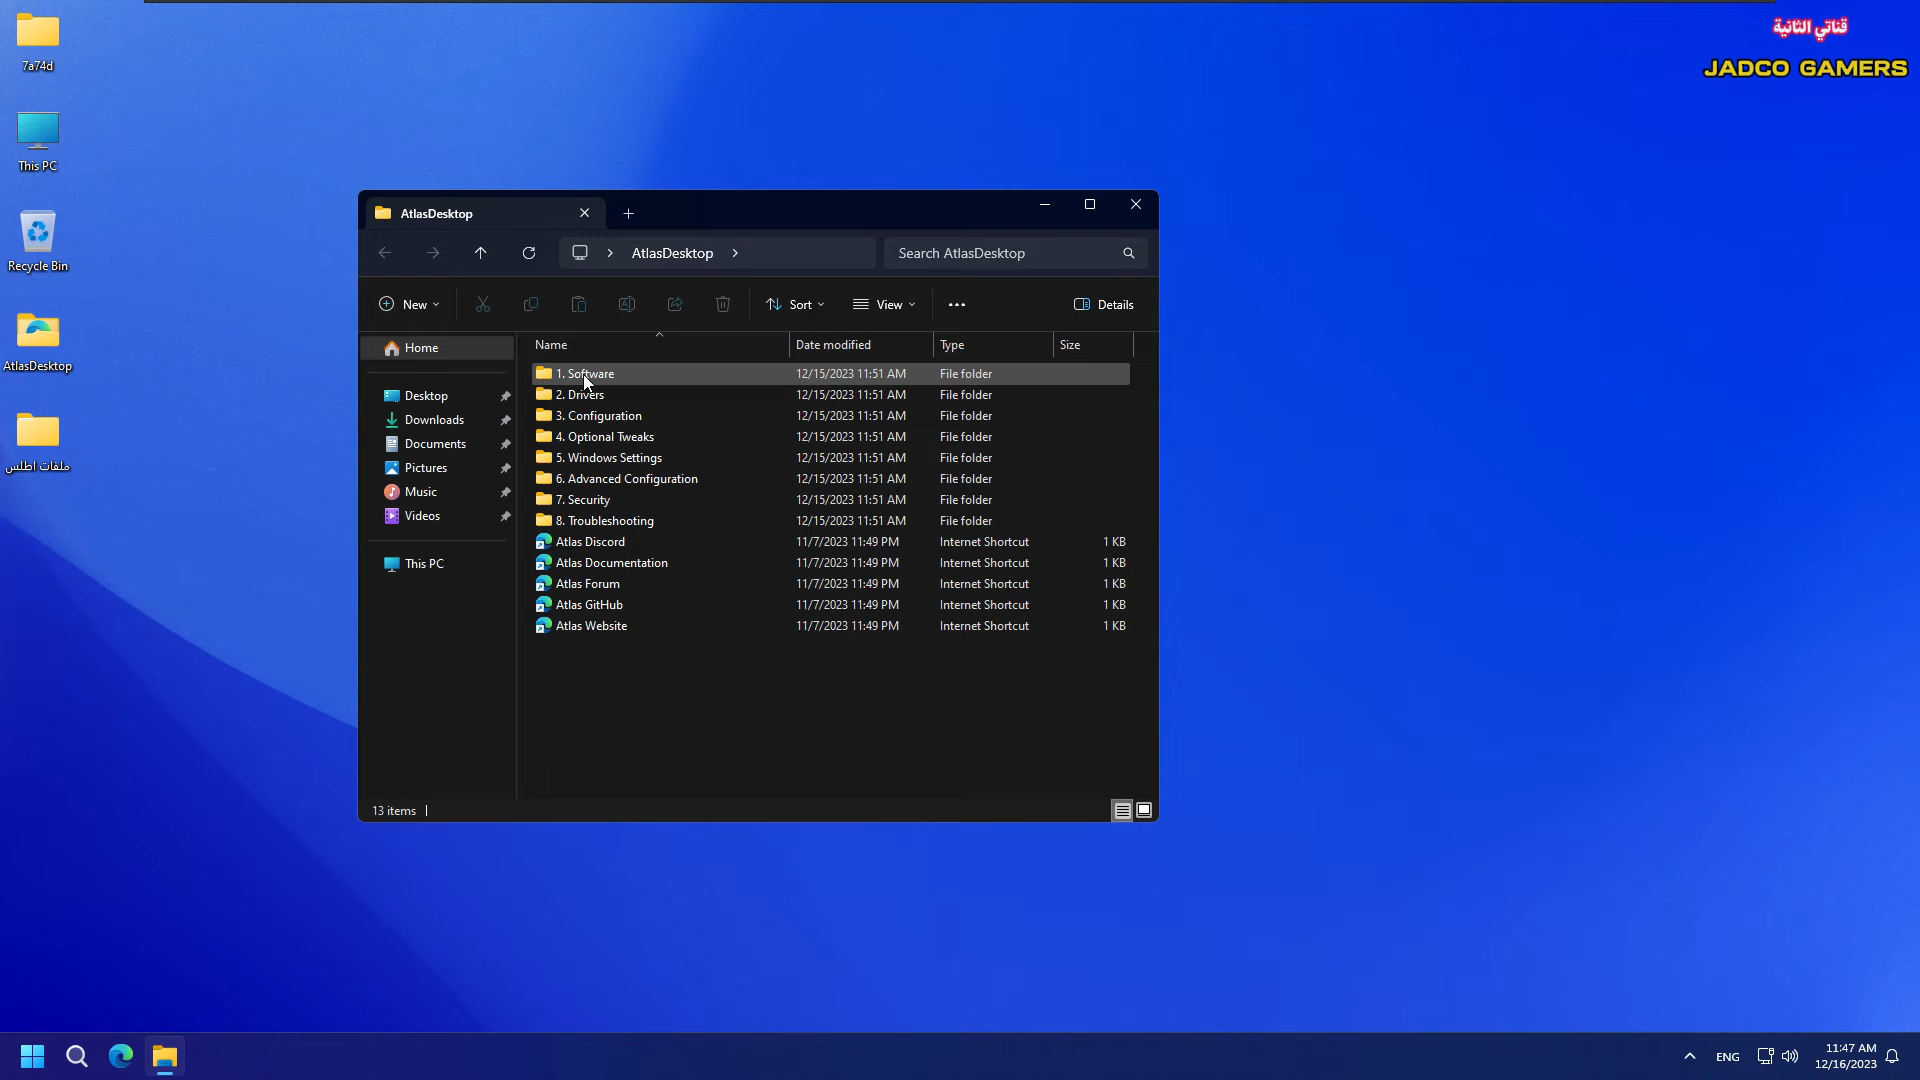 7a74d
This PC
Recycle Bin
AtlasDesktop
ملفات اطلس
قناتي الثانية
JADCO GAMERS
AtlasDesktop
AtlasDesktop
Search AtlasDesktop
New
Sort
View
Details
Home
Desktop
Downloads
Documents
Pictures
Music
Videos
This PC
Name Date modified Type Size
1. Software 12/15/2023 11:51 AM File folder
2. Drivers 12/15/2023 11:51 AM File folder
3. Configuration 12/15/2023 11:51 AM File folder
4. Optional Tweaks 12/15/2023 11:51 AM File folder
5. Windows Settings 12/15/2023 11:51 AM File folder
6. Advanced Configuration 12/15/2023 11:51 AM File folder
7. Security 12/15/2023 11:51 AM File folder
8. Troubleshooting 12/15/2023 11:51 AM File folder
Atlas Discord 11/7/2023 11:49 PM Internet Shortcut 1 KB
Atlas Documentation 11/7/2023 11:49 PM Internet Shortcut 1 KB
Atlas Forum 11/7/2023 11:49 PM Internet Shortcut 1 KB
Atlas GitHub 11/7/2023 11:49 PM Internet Shortcut 1 KB
Atlas Website 11/7/2023 11:49 PM Internet Shortcut 1 KB
13 items
ENG
11:47 AM
12/16/2023